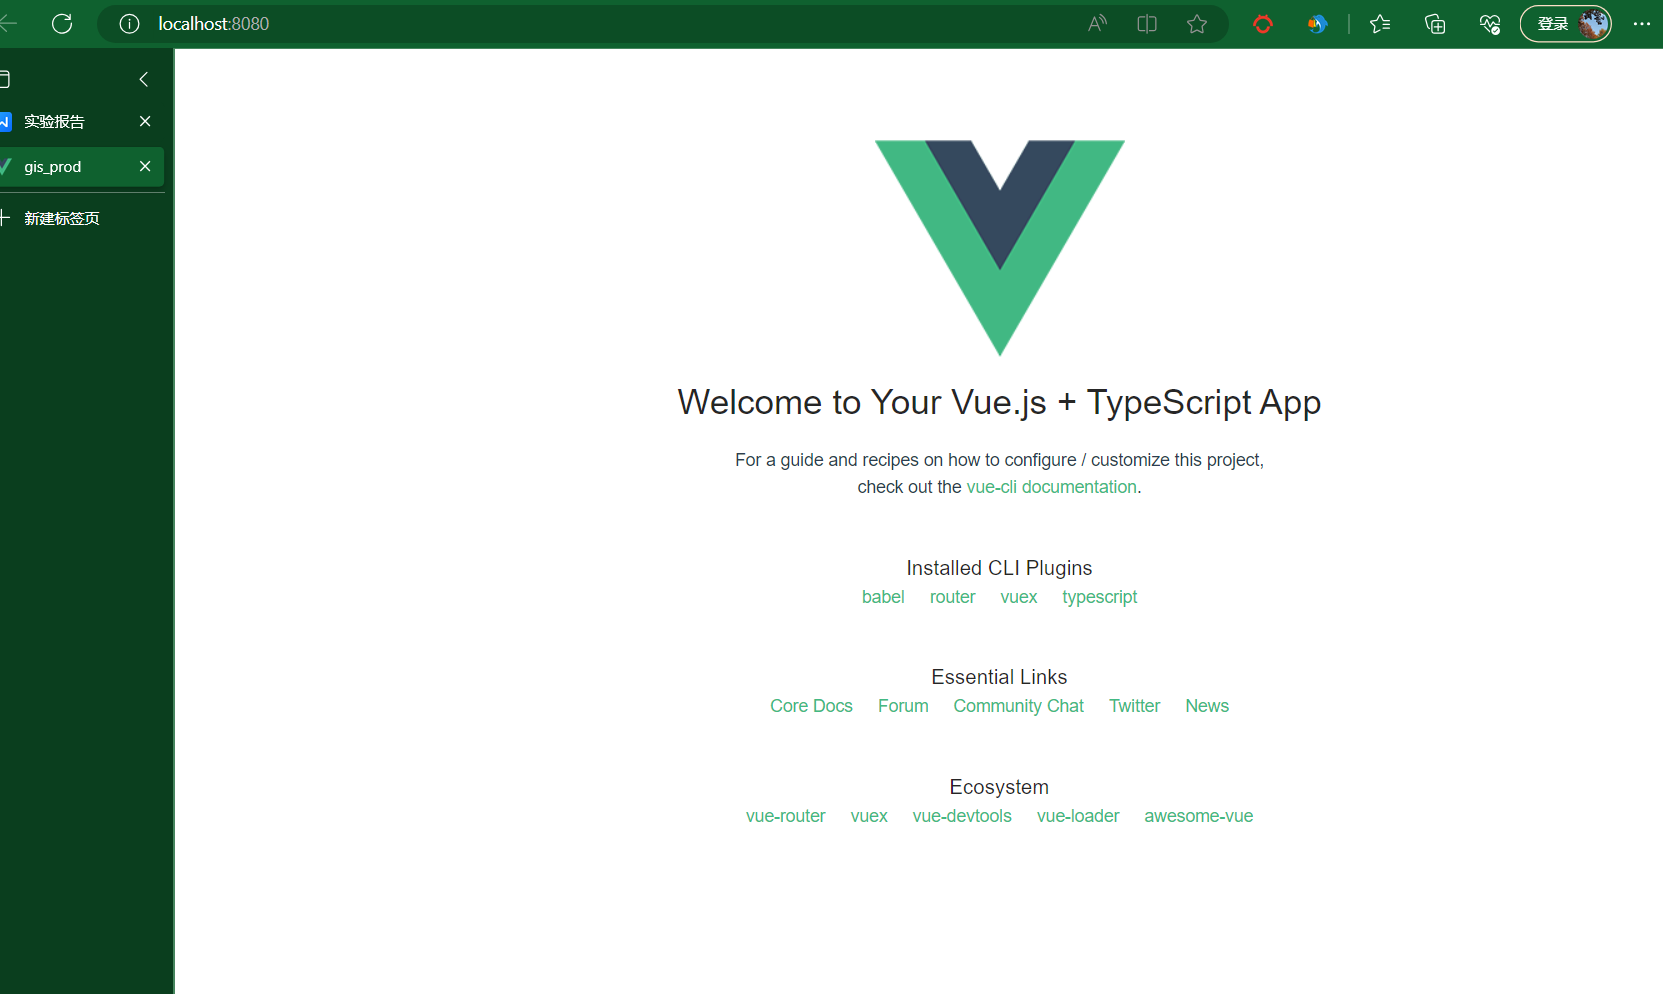 localhost:8080
登录
实验报告
gis_prod
新建标签页
Welcome to Your Vue.js + TypeScript App
For a guide and recipes on how to configure / customize this project,
check out the vue-cli documentation.
Installed CLI Plugins
babel router vuex typescript
Essential Links
Core Docs Forum Community Chat Twitter News
Ecosystem
vue-router vuex vue-devtools vue-loader awesome-vue